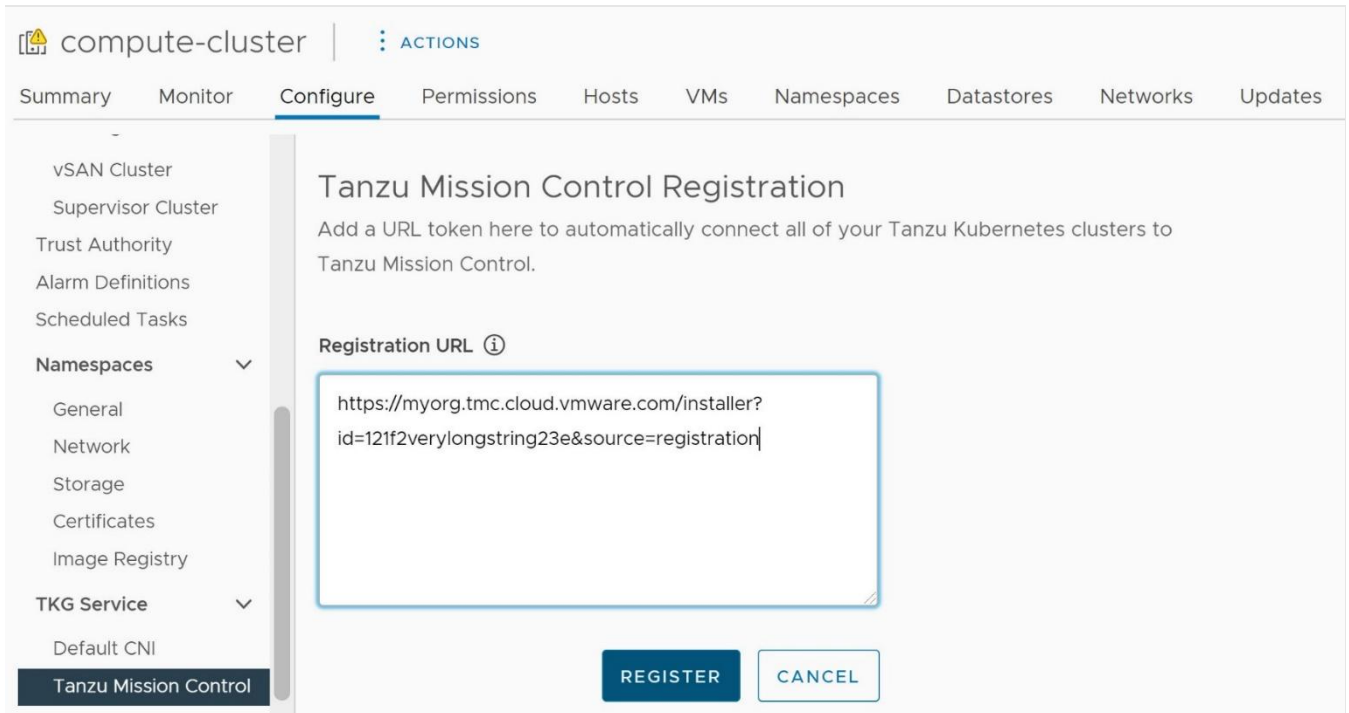 compute-cluster
ACTIONS
Summary Monitor Configure Permissions Hosts VMs Namespaces Datastores Networks Updates
vSAN Cluster
Supervisor Cluster
Trust Authority
Alarm Definitions
Scheduled Tasks
Namespaces
General
Network
Storage
Certificates
Image Registry
TKG Service
Default CNI
Tanzu Mission Control
Tanzu Mission Control Registration
Add a URL token here to automatically connect all of your Tanzu Kubernetes clusters to
Tanzu Mission Control.
Registration URL
https://myorg.tmc.cloud.vmware.com/installer?
id=121f2verylongstring23e&source=registration
REGISTER
CANCEL